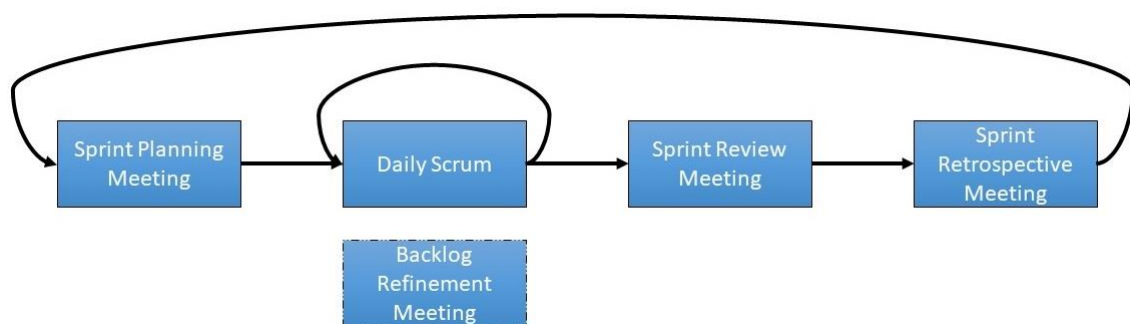 Sprint Planning
Meeting
Daily Scrum
Sprint Review
Meeting
Sprint
Retrospective
Meeting
Backlog
Refinement
Meeting